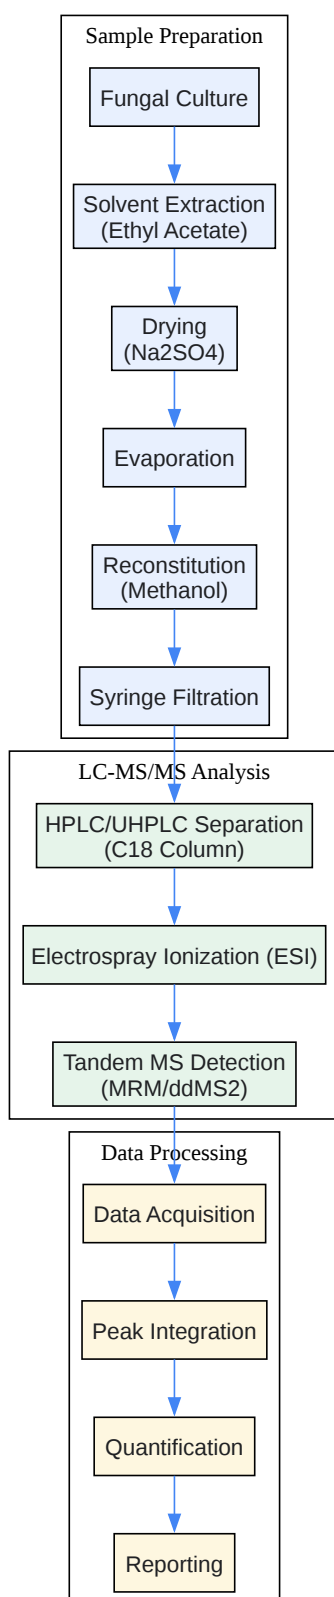 Sample Preparation
Fungal Culture
Solvent Extraction
(Ethyl Acetate)
Drying
(Na2SO4)
Evaporation
Reconstitution
(Methanol)
Syringe Filtration
LC-MS/MS Analysis
HPLC/UHPLC Separation
(C18 Column)
Electrospray Ionization (ESI)
Tandem MS Detection
(MRM/ddMS2)
Data Processing
Data Acquisition
Peak Integration
Quantification
Reporting